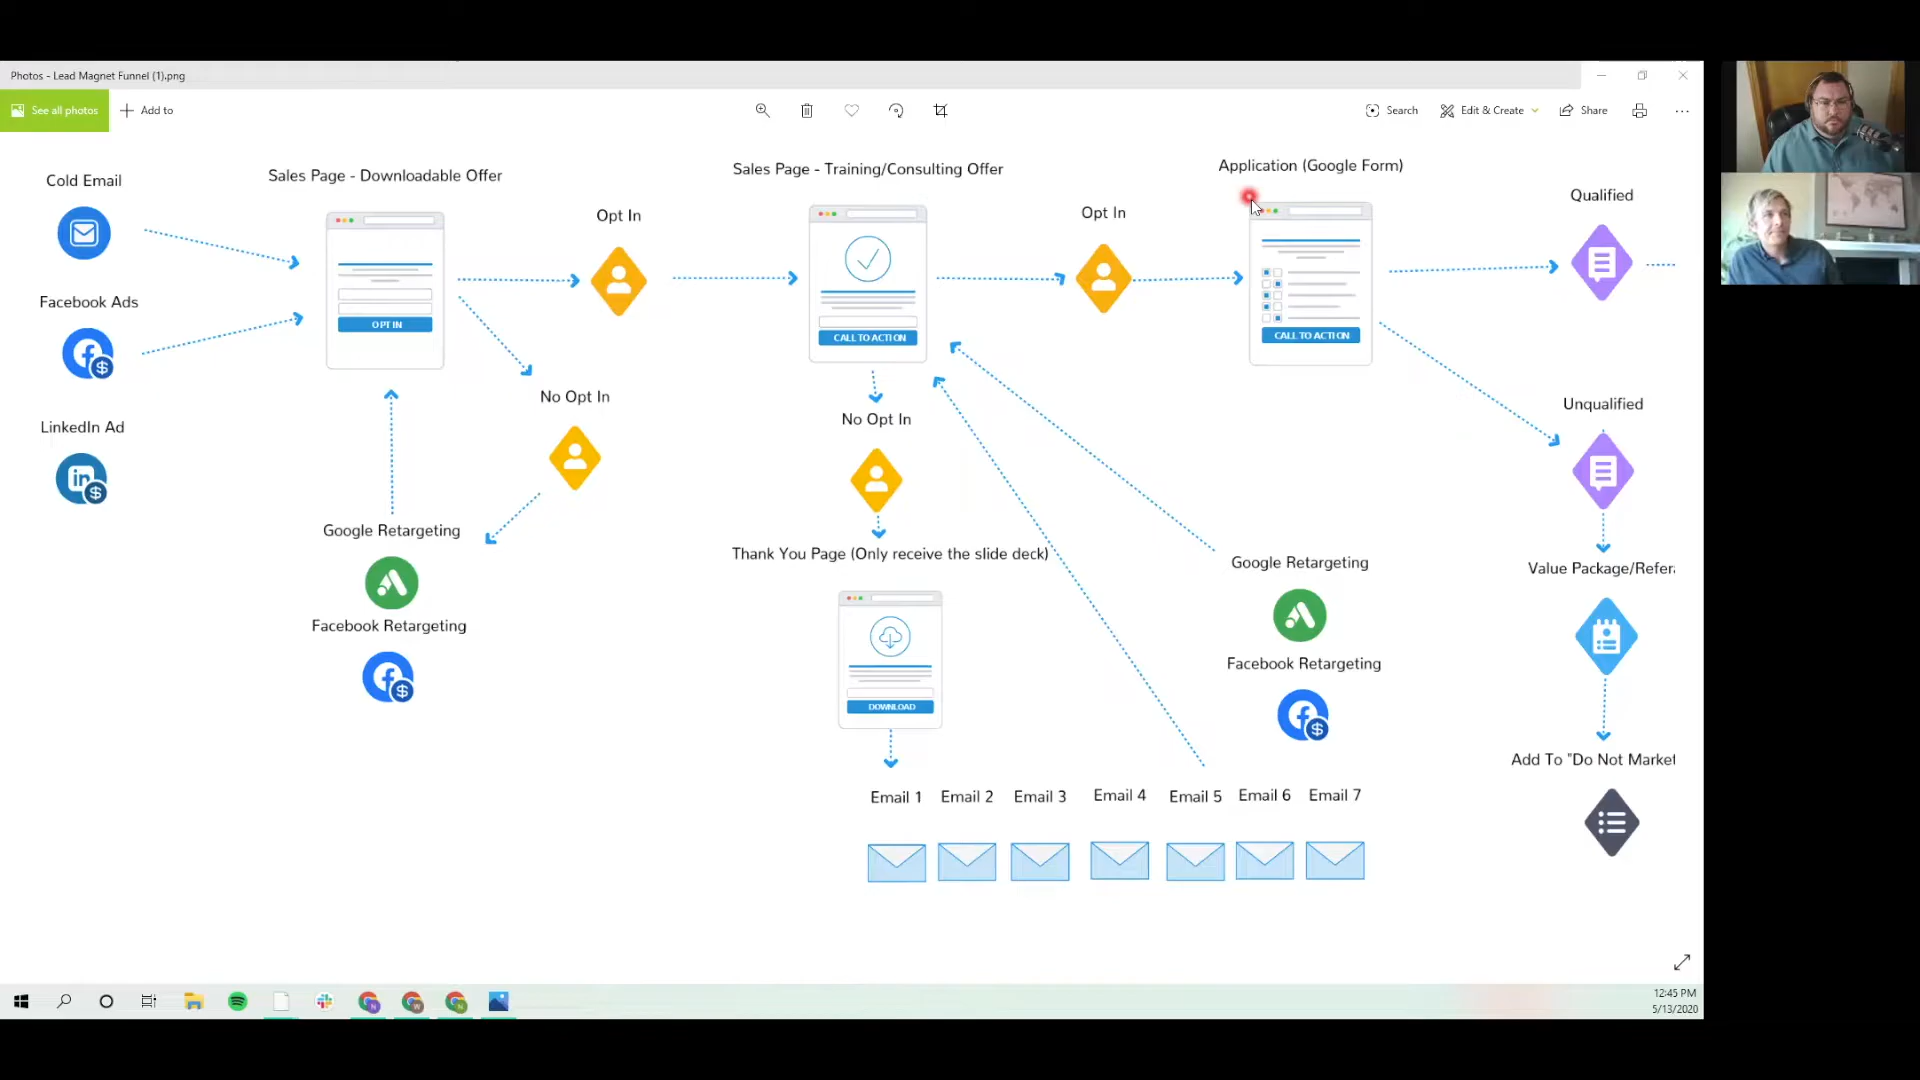 Photos - Lead Magnet Funnel (1).png
See all photos
Add to
Search
Edit & Create
Share
Cold Email
Sales Page - Downloadable Offer
Opt In
Sales Page - Training/Consulting Offer
Opt In
Application (Google Form)
Qualified
Facebook Ads
OPT IN
CALL TO ACTION
CALL TO ACTION
LinkedIn Ad
No Opt In
No Opt In
Unqualified
Google Retargeting
Facebook Retargeting
Thank You Page (Only receive the slide deck)
DOWNLOAD
Google Retargeting
Facebook Retargeting
Value Package/Refera
Add To "Do Not Market
Email 1
Email 2
Email 3
Email 4
Email 5
Email 6
Email 7
12:45 PM
5/13/2020